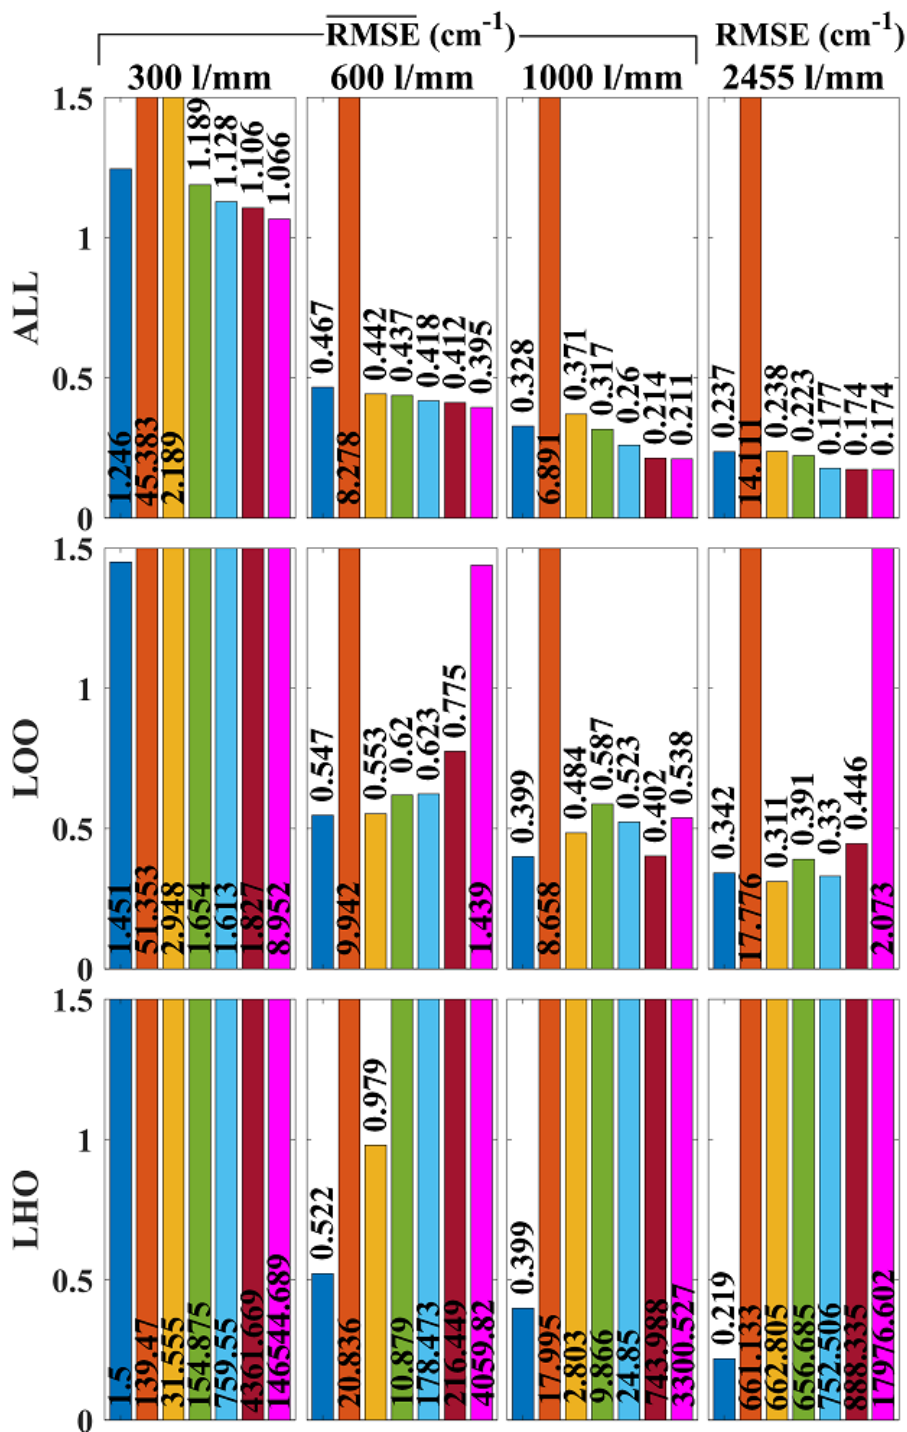 RMSE (cm-1) RMSE (cm-1)
300 l/mm 600 l/mm 1000 l/mm 2455 l/mm
ALL
1.5
1
0.5
0
1.246 45.383 2.189 1.189 1.128 1.106 1.066
0.467 8.278 0.442 0.437 0.418 0.412 0.395
0.328 6.891 0.371 0.317 0.26 0.214 0.211
0.237 14.111 0.238 0.223 0.177 0.174 0.174
LOO
1.5
1
0.5
0
1.451 51.353 2.948 1.654 1.613 1.827 8.952
0.547 9.942 0.553 0.62 0.623 0.775 1.439
0.399 8.658 0.484 0.587 0.523 0.402 0.538
0.342 17.776 0.311 0.391 0.33 0.446 2.073
LHO
1.5
1
0.5
0
1.5 139.47 31.555 154.875 759.55 4361.669 146544.689
0.522 20.836 0.979 10.879 178.473 216.449 4059.82
0.399 17.995 2.803 9.866 24.85 743.988 3300.527
0.219 661.133 662.805 656.685 752.506 888.335 17976.602